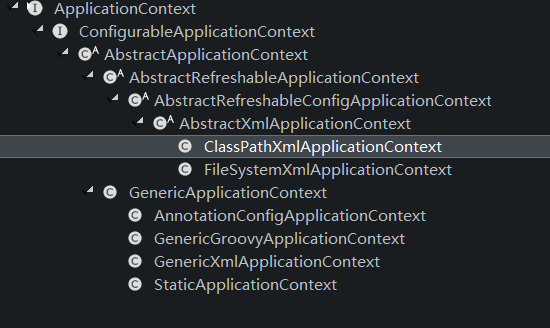 I ApplicationContext
I ConfigurableApplicationContext
C A AbstractApplicationContext
C A AbstractRefreshableApplicationContext
C A AbstractRefreshableConfigApplicationContext
C A AbstractXmlApplicationContext
C ClassPathXmlApplicationContext
C FileSystemXmlApplicationContext
C GenericApplicationContext
C AnnotationConfigApplicationContext
C GenericGroovyApplicationContext
C GenericXmlApplicationContext
C StaticApplicationContext